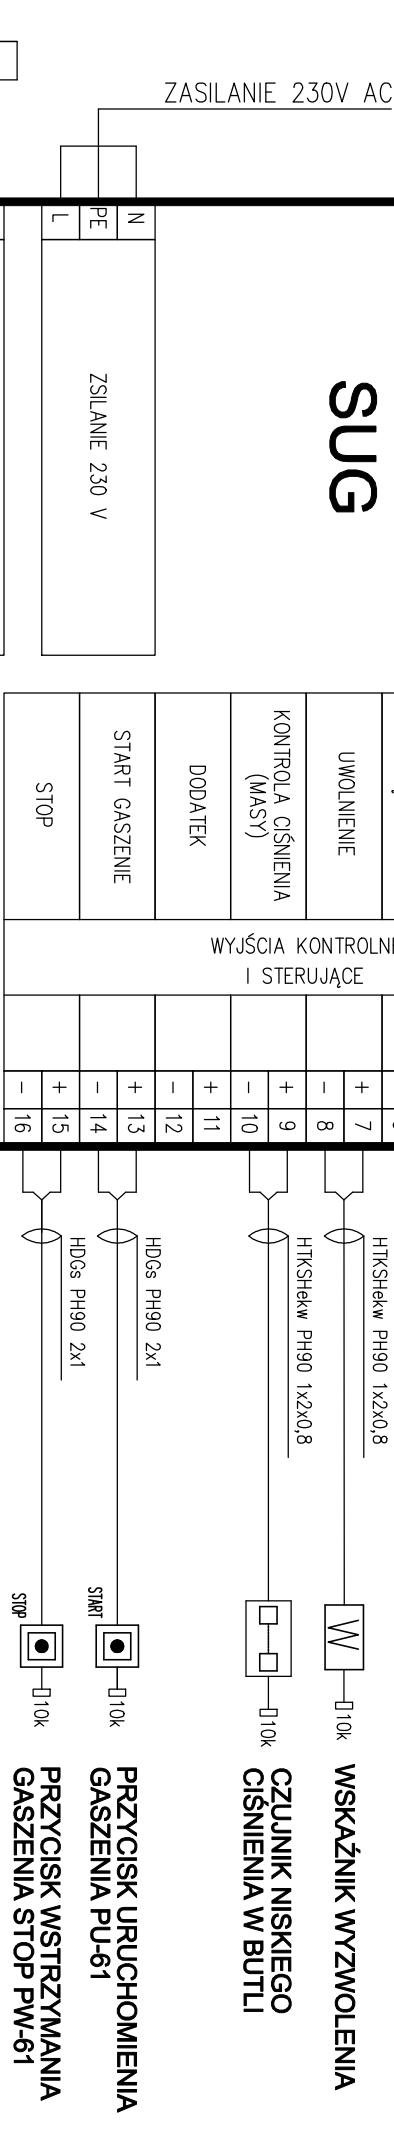 ZASILANIE 230V AC
L
PE
N
ZSILANIE 230 V
SUG
STOP
START GASZENIE
DODATEK
KONTROLA CIŚNIENIA
(MASY)
UWOLNIENIE
WYJŚCIA KONTROLNE
I STERUJĄCE
- + - + - + - + - +
16 15 14 13 12 11 10 9 8 7
HDGs PH90 2x1
HDGs PH90 2x1
HTKSHekw PH90 1x2x0,8
HTKSHekw PH90 1x2x0,8
STOP
START
W
10k
10k
10k
10k
WSKAŹNIK WYZWOLENIA
CZUJNIK NISKIEGO
CIŚNIENIA W BUTLI
PRZYCISK URUCHOMIENIA
GASZENIA PU-61
PRZYCISK WSTRZYMANIA
GASZENIA STOP PW-61